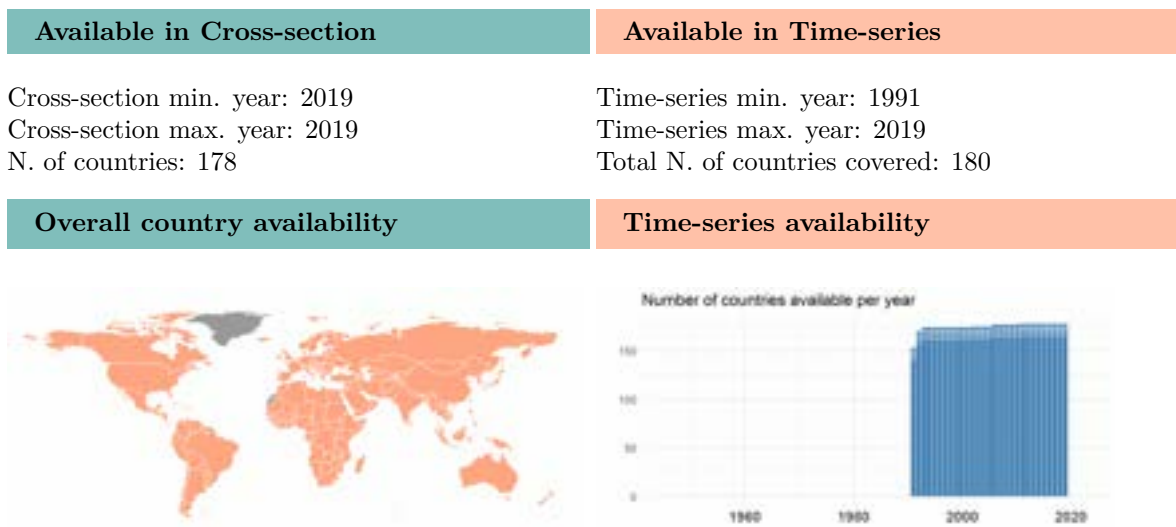 Available in Cross-section
Available in Time-series
Cross-section min. year: 2019
Cross-section max. year: 2019
N. of countries: 178
Time-series min. year: 1991
Time-series max. year: 2019
Total N. of countries covered: 180
Overall country availability
Time-series availability
Number of countries available per year
150
100
50
0
1960
1980
2000
2020